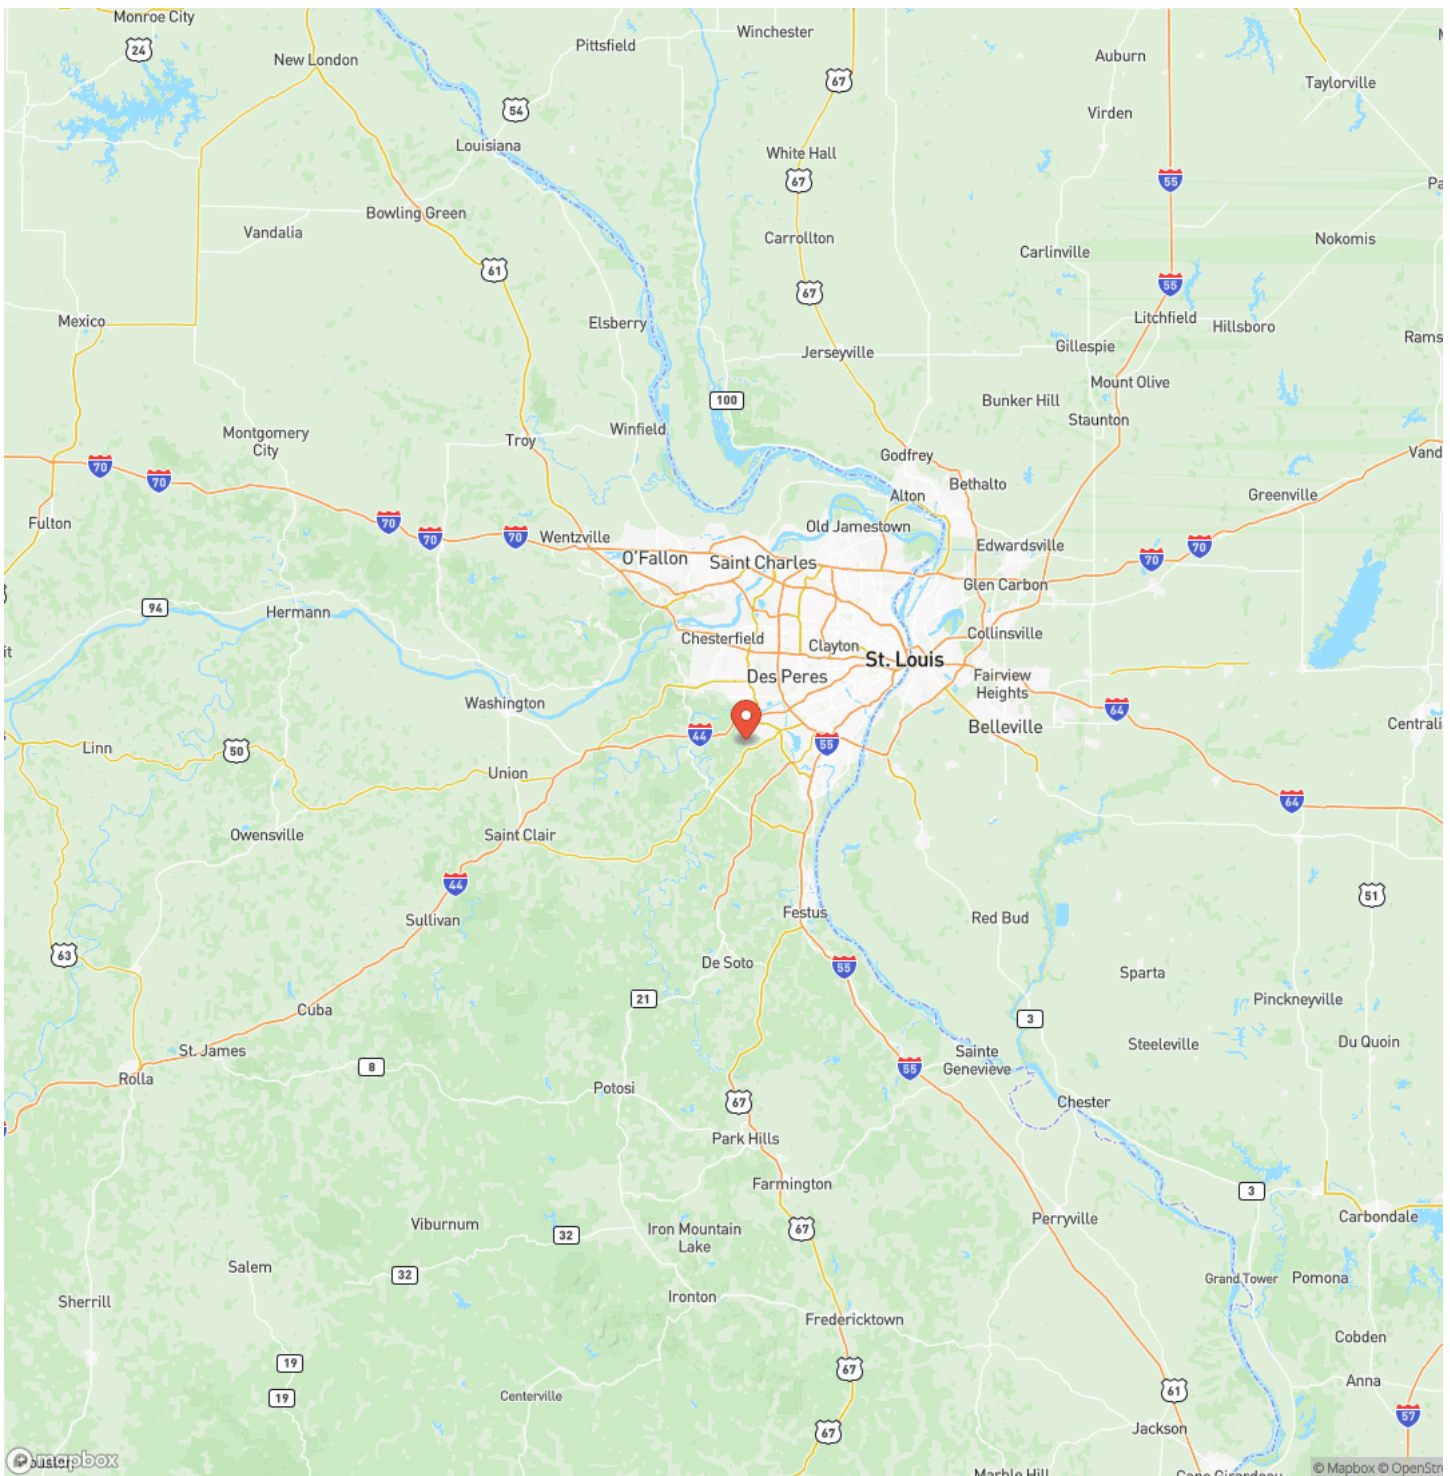 Monroe City
24
New London
Pittsfield
Winchester
67
Auburn
Taylorville
54
Virden
Louisiana
White Hall
67
55
Bowling Green
Vandalia
Carrollton
Carlinville
Nokomis
61
67
55
Mexico
Elsberry
Litchfield
Hillsboro
Jerseyville
Gillespie
Mount Olive
100
Bunker Hill
Staunton
Montgomery
City
Troy
Winfield
Godfrey
70
70
Bethalto
Alton
Greenville
Fulton
70
70
70
Wentzville
Old Jamestown
Edwardsville
70
70
O'Fallon
Saint Charles
Glen Carbon
94
Hermann
Chesterfield
Clayton
Collinsville
St. Louis
Des Peres
Fairview
Heights
Washington
64
Belleville
44
55
Linn
50
Union
64
Owensville
Saint Clair
44
51
Sullivan
Festus
Red Bud
63
De Soto
55
Sparta
21
Pinckneyville
Cuba
3
St. James
Steeleville
Du Quoin
Rolla
8
Sainte
Genevieve
55
Potosi
67
Chester
Park Hills
Farmington
3
Viburnum
32
Iron Mountain
Lake
67
Perryville
Carbondale
Salem
32
Grand Tower
Pomona
Sherrill
Ironton
Fredericktown
Cobden
19
67
19
Centerville
61
Anna
57
67
Jackson
mapbox
Marble Hill
Cape Girardeau
© Mapbox © OpenStr